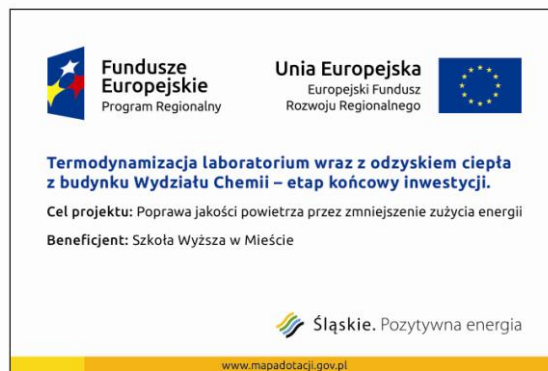 Fundusze
Europejskie
Program Regionalny
Unia Europejska
Europejski Fundusz
Rozwoju Regionalnego
Termodynamizacja laboratorium wraz z odzyskiem ciepła
z budynku Wydziału Chemii – etap końcowy inwestycji.
Cel projektu: Poprawa jakości powietrza przez zmniejszenie zużycia energii
Beneficjent: Szkoła Wyższa w Mieście
Śląskie. Pozytywna energia
www.mapadotacji.gov.pl